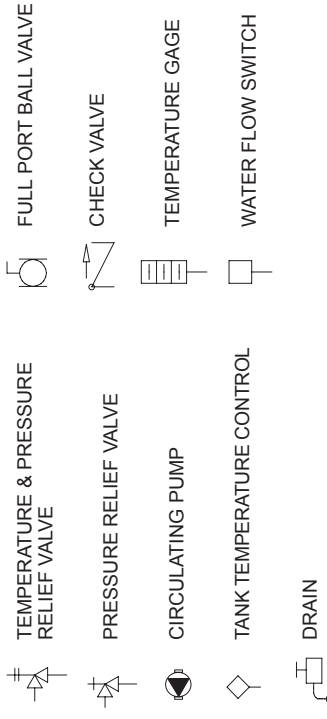 TEMPERATURE & PRESSURE
RELIEF VALVE
PRESSURE RELIEF VALVE
CIRCULATING PUMP
TANK TEMPERATURE CONTROL
DRAIN
FULL PORT BALL VALVE
CHECK VALVE
TEMPERATURE GAGE
WATER FLOW SWITCH